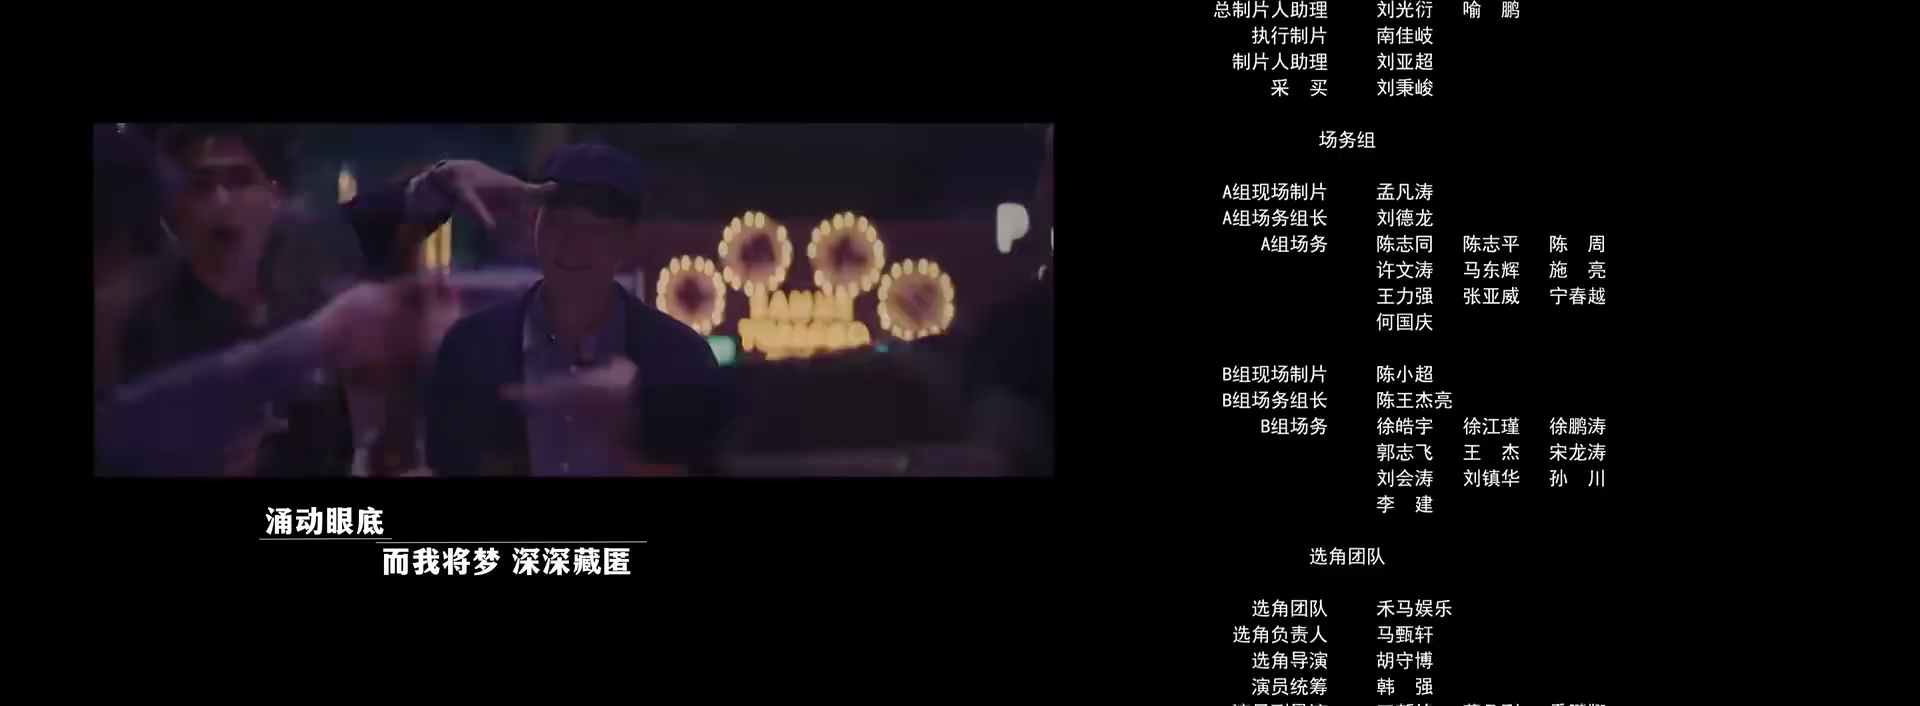 涌动眼底
而我将梦 深深藏匿
总制片人助理 刘光衍 喻 鹏
执行制片 南佳岐
制片人助理 刘亚超
采 买 刘秉峻
场务组
A组现场制片 孟凡涛
A组场务组长 刘德龙
A组场务 陈志同 陈志平 陈 周
许文涛 马东辉 施 亮
王力强 张亚威 宁春越
何国庆
B组现场制片 陈小超
B组场务组长 陈王杰亮
B组场务 徐皓宇 徐江瑾 徐鹏涛
郭志飞 王 杰 宋龙涛
刘会涛 刘镇华 孙 川
李 建
选角团队
选角团队 禾马娱乐
选角负责人 马甄轩
选角导演 胡守博
演员统筹 韩 强